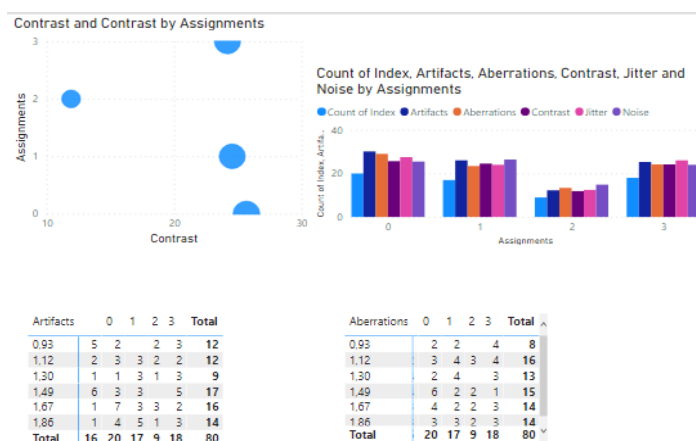 Contrast and Contrast by Assignments
3
2
1
0
Assignments
10 20 30
Contrast
Count of Index, Artifacts, Aberrations, Contrast, Jitter and
Noise by Assignments
Count of Index Artifacts Aberrations Contrast Jitter Noise
Count of Index, Artifa...
40
20
0
0 1 2 3
Assignments
Artifacts 0 1 2 3 Total
0,93 5 2 2 3 12
1,12 2 3 3 2 2 12
1,30 1 1 3 1 3 9
1,49 6 3 3 5 17
1,67 1 7 3 3 2 16
1,86 1 4 5 1 3 14
Total 16 20 17 9 18 80
Aberrations 0 1 2 3 Total
0,93 2 2 4 8
1,12 3 4 3 4 16
1,30 2 4 3 13
1,49 6 2 2 1 15
1,67 4 2 2 3 14
1,86 3 3 2 3 14
Total 20 17 9 18 80